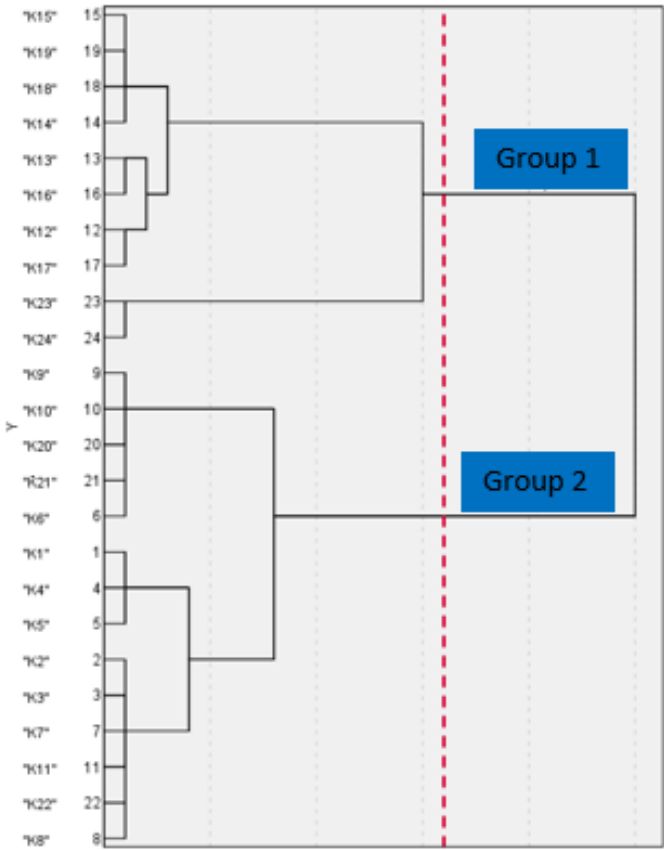 "K15" 15
"K19" 19
"K18" 18
"K14" 14
"K13" 13
Group 1
"K16" 16
"K12" 12
"K17" 17
"K23" 23
"K24" 24
"K9" 9
"K10" 10
Y
"K20" 20
"K21" 21
Group 2
"K6" 6
"K1" 1
"K4" 4
"K5" 5
"K2" 2
"K3" 3
"K7" 7
"K11" 11
"K22" 22
"K8" 8